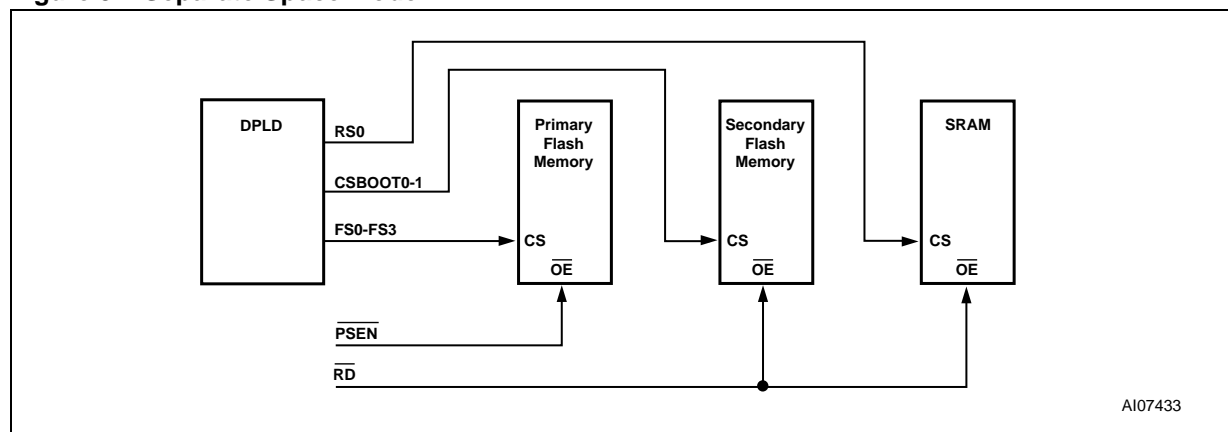 DPLD
RS0
CSBOOT0-1
FS0-FS3
Primary
Flash
Memory
CS
OE
Secondary
Flash
Memory
CS
OE
SRAM
CS
OE
PSEN
RD
AI07433